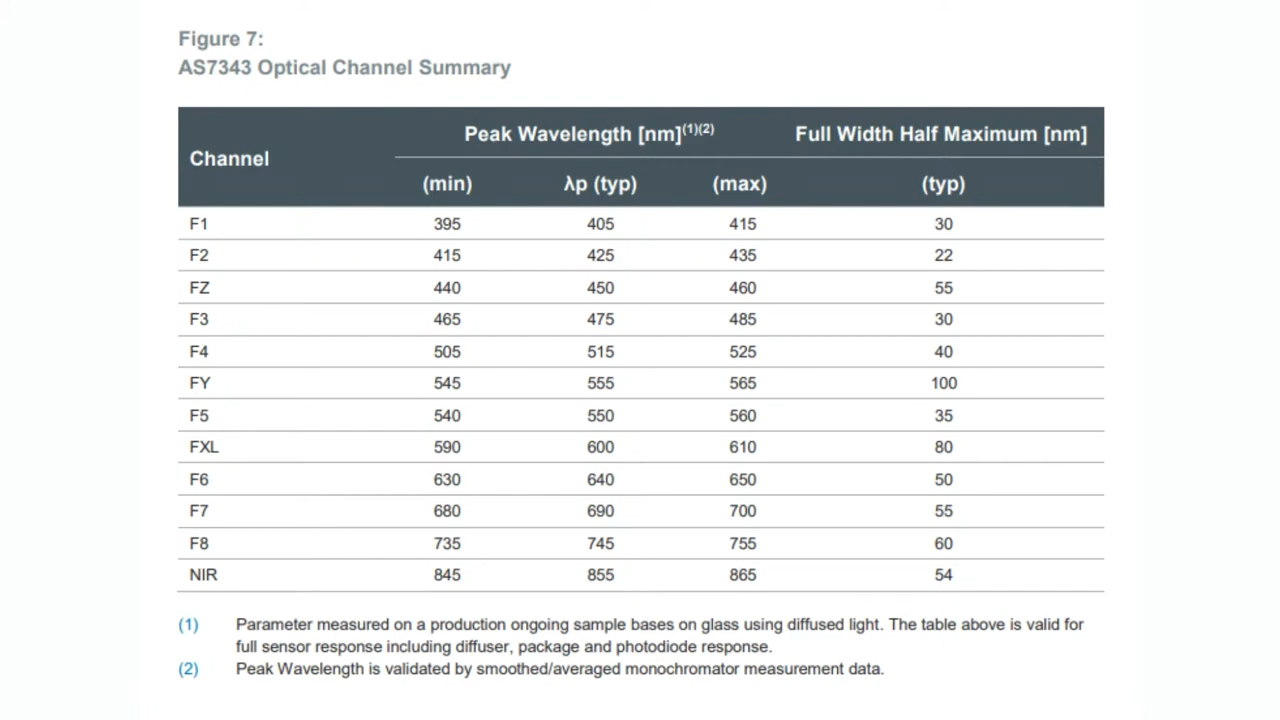 Figure 7:
AS7343 Optical Channel Summary
Channel Peak Wavelength [nm](1)(2) Full Width Half Maximum [nm]
(min) λp (typ) (max) (typ)
F1 395 405 415 30
F2 415 425 435 22
FZ 440 450 460 55
F3 465 475 485 30
F4 505 515 525 40
FY 545 555 565 100
F5 540 550 560 35
FXL 590 600 610 80
F6 630 640 650 50
F7 680 690 700 55
F8 735 745 755 60
NIR 845 855 865 54
(1) Parameter measured on a production ongoing sample bases on glass using diffused light. The table above is valid for
full sensor response including diffuser, package and photodiode response.
(2) Peak Wavelength is validated by smoothed/averaged monochromator measurement data.